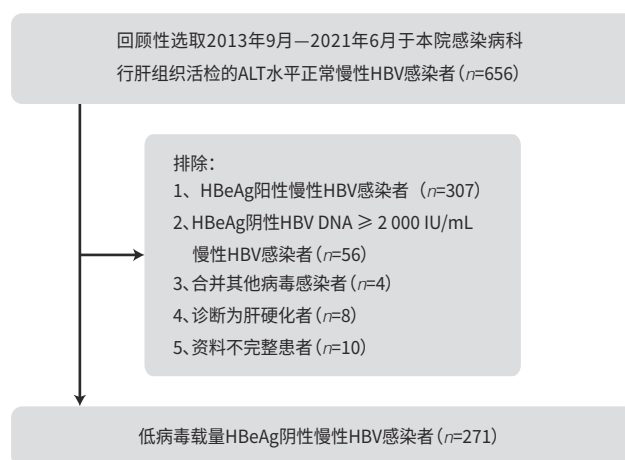 回顾性选取2013年9月—2021年6月于本院感染病科
行肝组织活检的ALT水平正常慢性HBV感染者(n=656)
排除:
1、HBeAg阳性慢性HBV感染者(n=307)
2、HBeAg阴性HBV DNA ≥ 2 000 IU/mL
慢性HBV感染者(n=56)
3、合并其他病毒感染者(n=4)
4、诊断为肝硬化者(n=8)
5、资料不完整患者(n=10)
低病毒载量HBeAg阴性慢性HBV感染者(n=271)